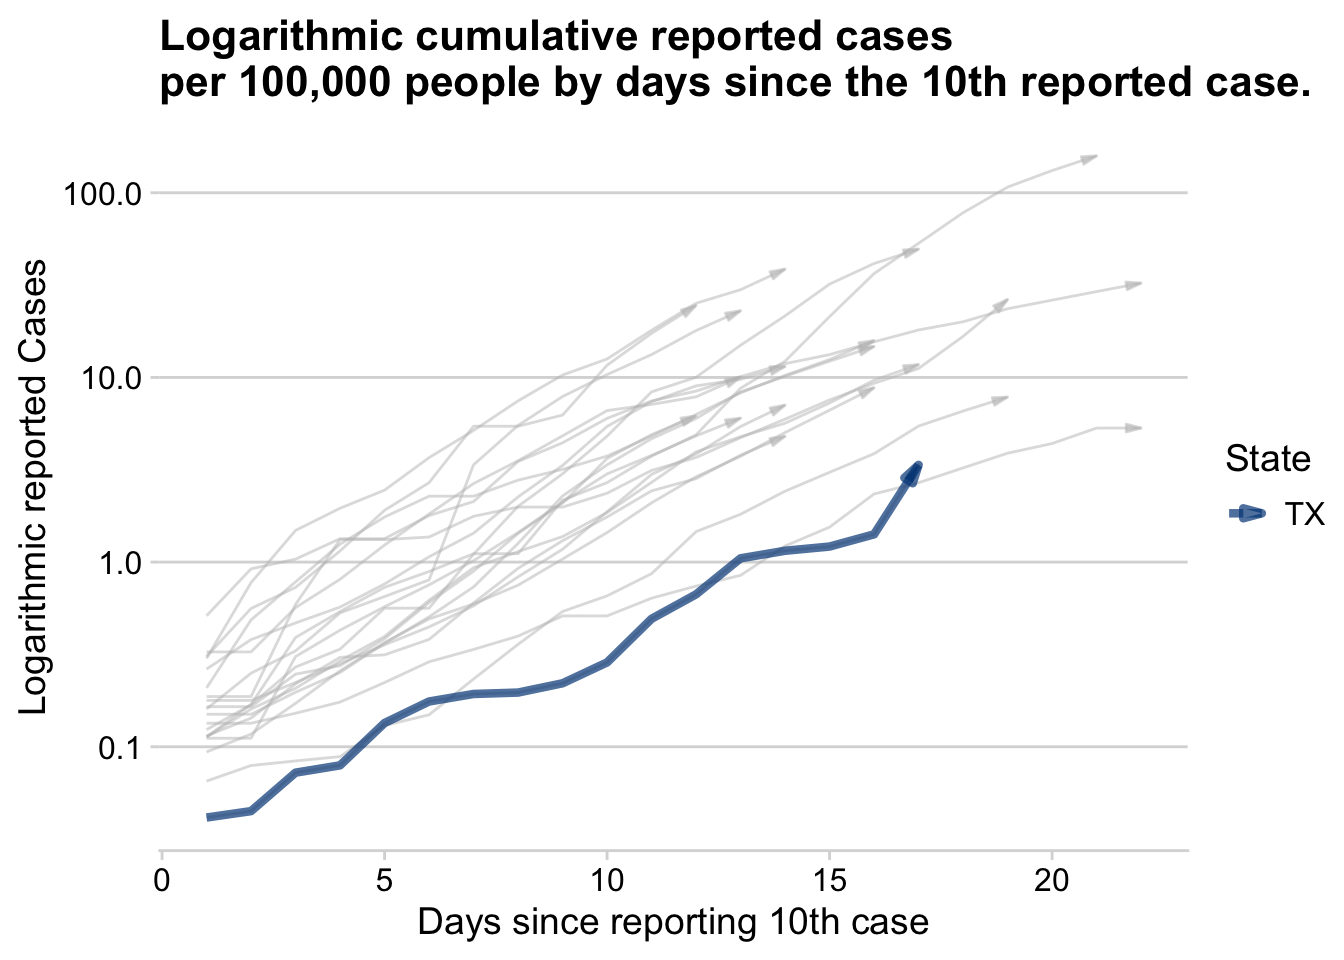 Logarithmic cumulative reported cases
per 100,000 people by days since the 10th reported case.
Logarithmic reported Cases
100.0
10.0
1.0
0.1
0
5
10
15
20
Days since reporting 10th case
State
TX